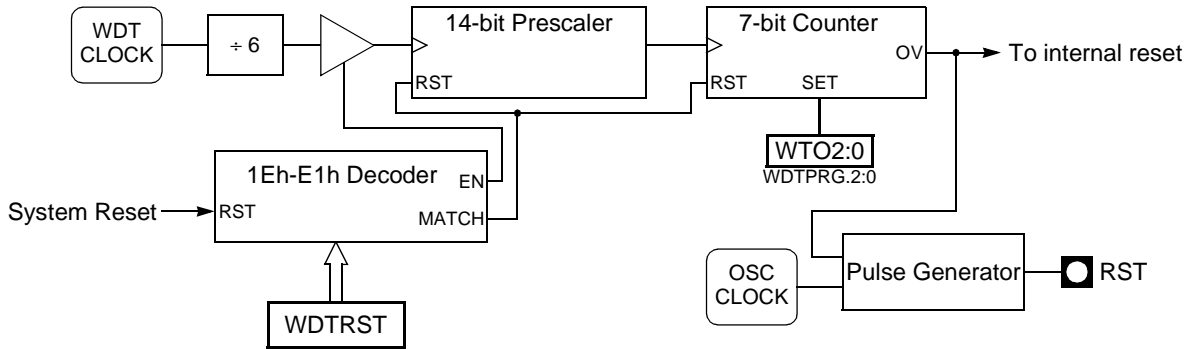 WDT
CLOCK
÷ 6
14-bit Prescaler
RST
7-bit Counter
OV
RST
SET
To internal reset
WTO2:0
WDTPRG.2:0
1Eh-E1h Decoder
EN
System Reset
RST
MATCH
WDTRST
OSC
CLOCK
Pulse Generator
RST